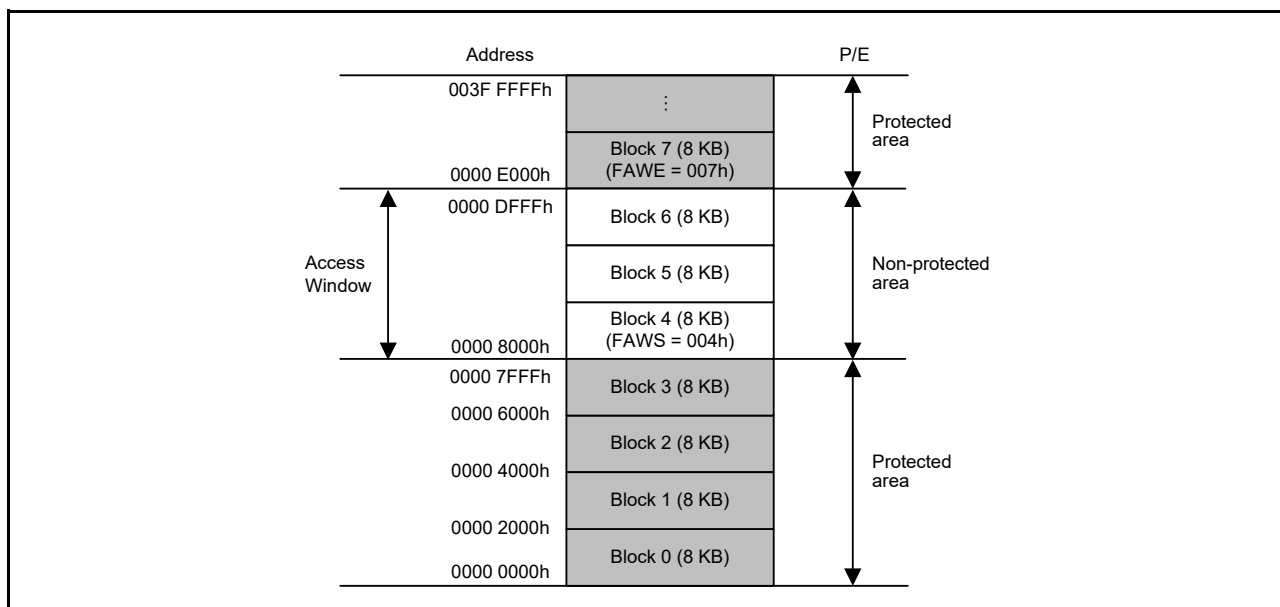 Address P/E
003F FFFFh
⋮
Protected
area
Block 7 (8 KB)
(FAWE = 007h)
0000 E000h
0000 DFFFh
Block 6 (8 KB)
Access
Window
Block 5 (8 KB)
Non-protected
area
Block 4 (8 KB)
(FAWS = 004h)
0000 8000h
0000 7FFFh
Block 3 (8 KB)
0000 6000h
Block 2 (8 KB)
Protected
area
0000 4000h
Block 1 (8 KB)
0000 2000h
Block 0 (8 KB)
0000 0000h